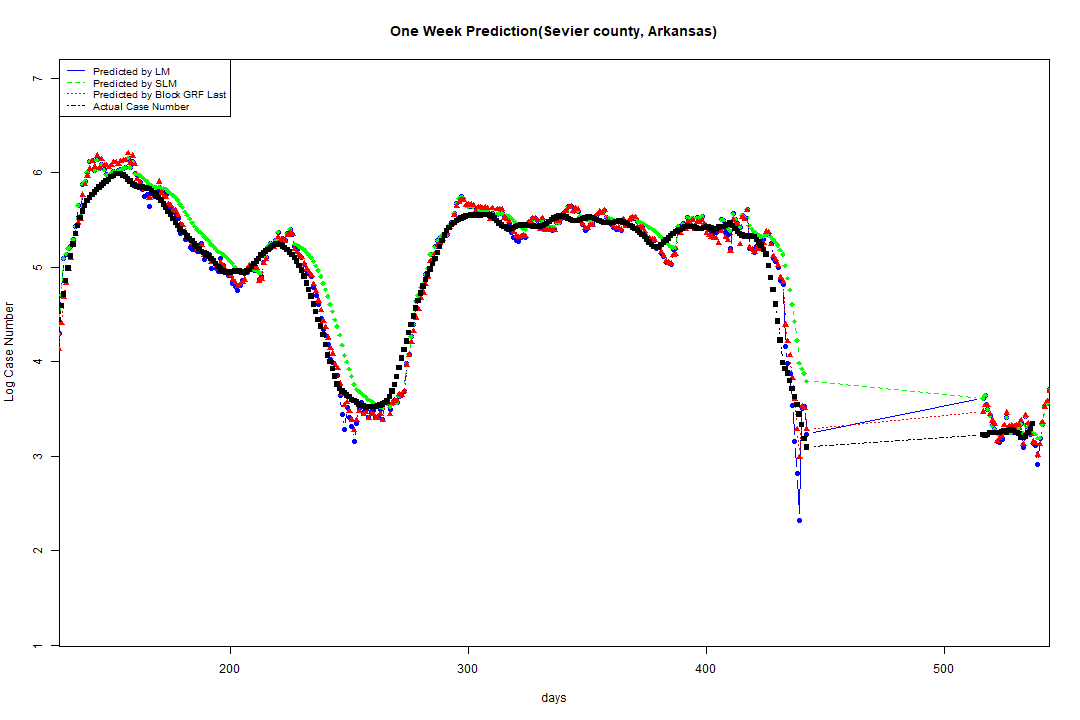 One Week Prediction(Sevier county, Arkansas)
Predicted by LM
Predicted by SLM
Predicted by Block GRF Last
Actual Case Number
7
6
5
4
3
2
1
Log Case Number
200
300
400
500
days